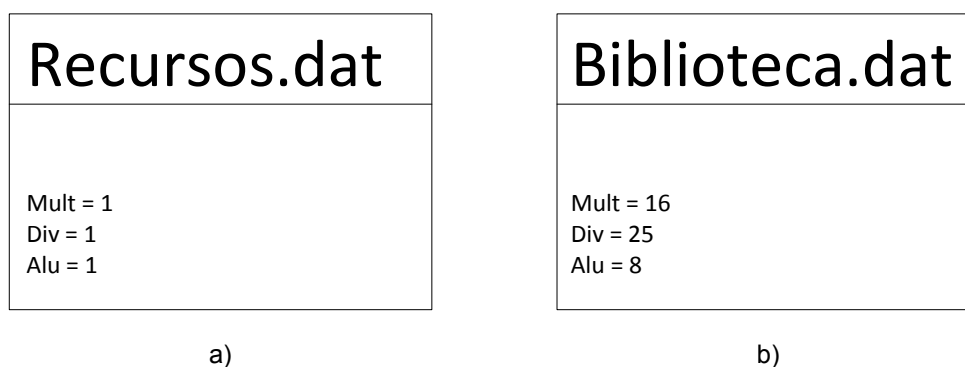 Recursos.dat
Mult = 1
Div = 1
Alu = 1
a)
Biblioteca.dat
Mult = 16
Div = 25
Alu = 8
b)